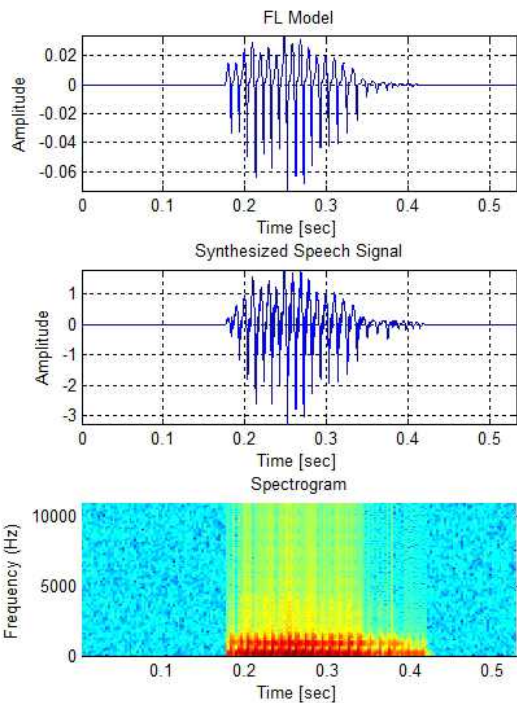 FL Model
0.02
0
-0.02
-0.04
-0.06
Amplitude
0 0.1 0.2 0.3 0.4 0.5
Time [sec]
Synthesized Speech Signal
1
0
-1
-2
-3
Amplitude
0 0.1 0.2 0.3 0.4 0.5
Time [sec]
Spectrogram
10000
5000
0
Frequency (Hz)
0.1 0.2 0.3 0.4 0.5
Time [sec]